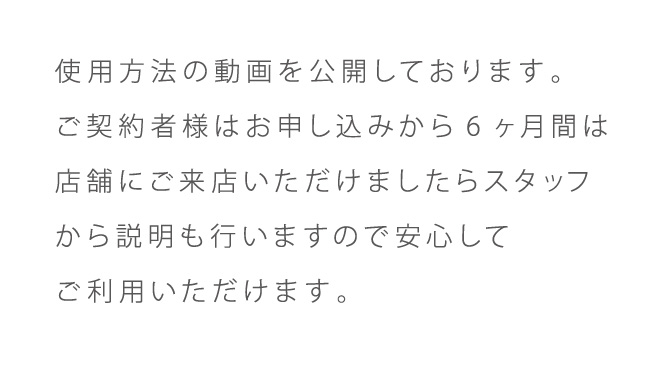 使用方法の動画を公開しております。
ご契約者様はお申し込みから６ヶ月間は
店舗にご来店いただけましたらスタッフ
から説明も行いますので安心して
ご利用いただけます。